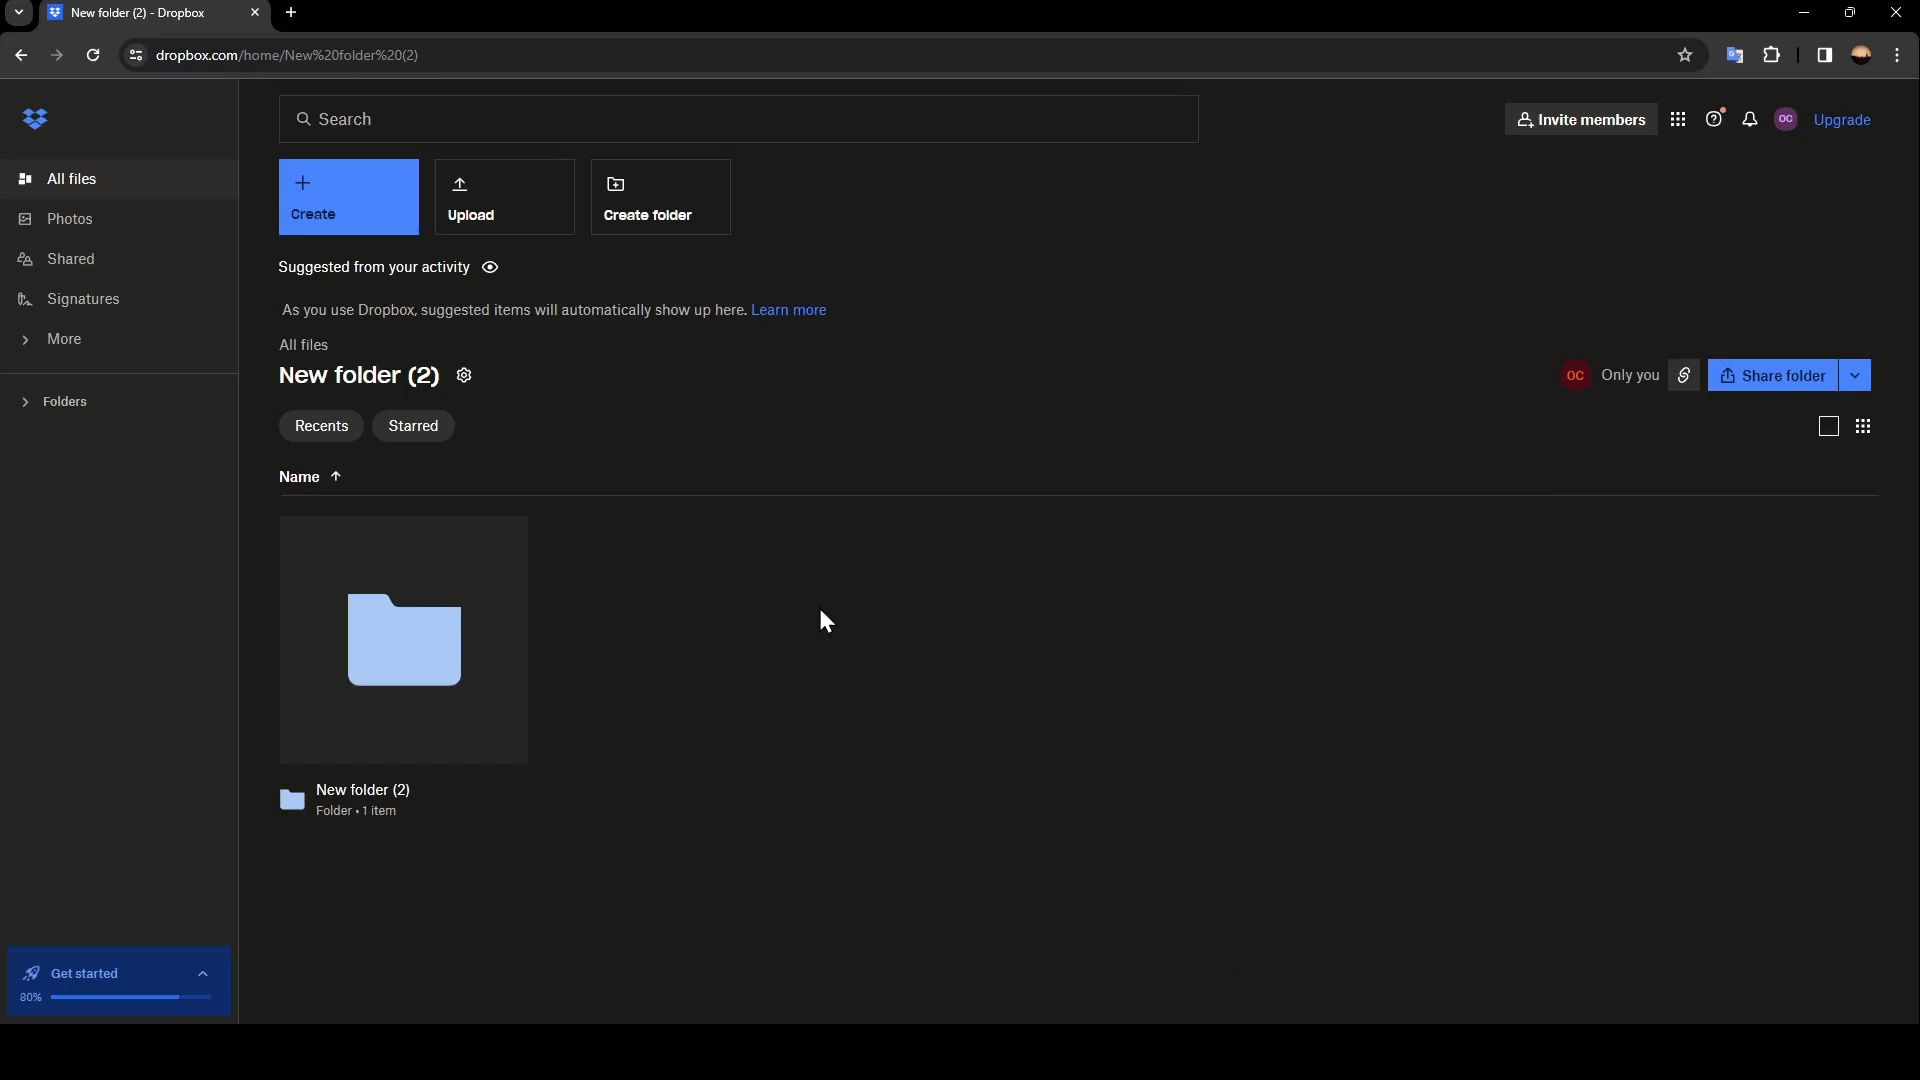 New folder (2) - Dropbox
dropbox.com/home/New%20folder%20(2)
Search
Invite members
OC
Upgrade
All files
Photos
Shared
Signatures
More
Folders
Create
Upload
Create folder
Suggested from your activity
As you use Dropbox, suggested items will automatically show up here. Learn more
All files
New folder (2)
OC Only you
Share folder
Recents
Starred
Name
New folder (2)
Folder • 1 item
Get started
80%